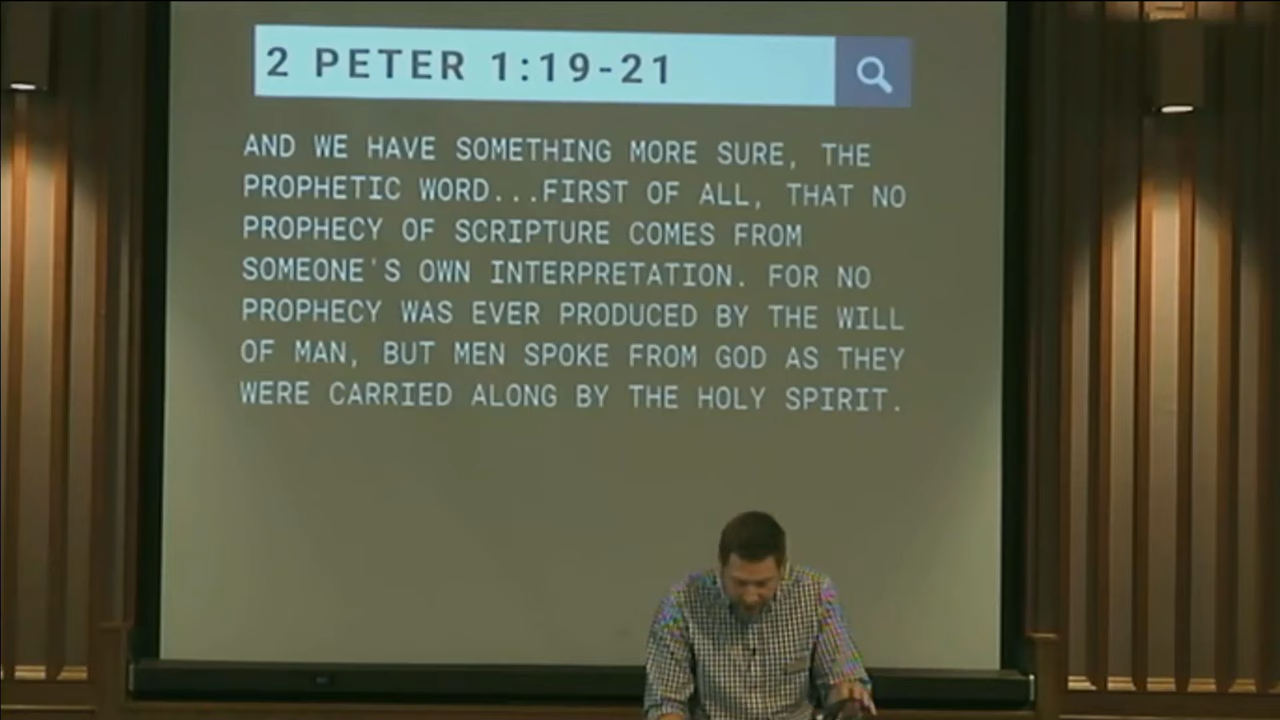 2 PETER 1:19-21
AND WE HAVE SOMETHING MORE SURE, THE
PROPHETIC WORD...FIRST OF ALL, THAT NO
PROPHECY OF SCRIPTURE COMES FROM
SOMEONE'S OWN INTERPRETATION. FOR NO
PROPHECY WAS EVER PRODUCED BY THE WILL
OF MAN, BUT MEN SPOKE FROM GOD AS THEY
WERE CARRIED ALONG BY THE HOLY SPIRIT.